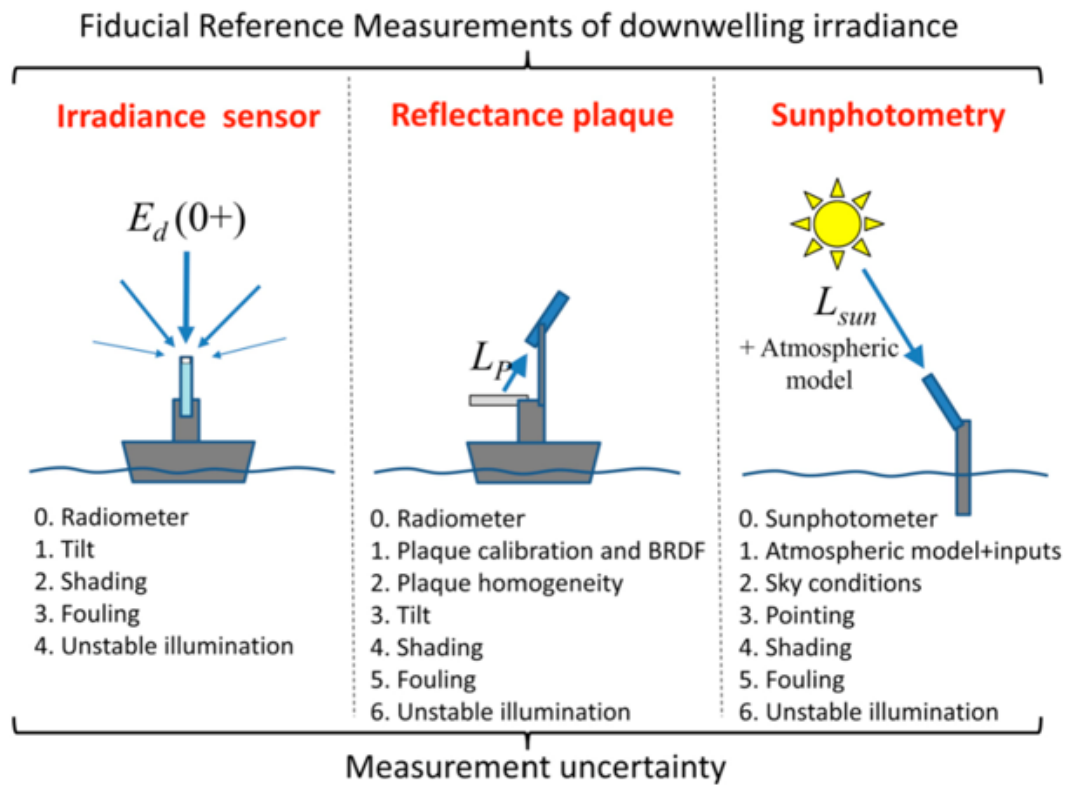 Fiducial Reference Measurements of downwelling irradiance
Irradiance sensor
E_d (0+)
0. Radiometer
1. Tilt
2. Shading
3. Fouling
4. Unstable illumination
Reflectance plaque
L_P
0. Radiometer
1. Plaque calibration and BRDF
2. Plaque homogeneity
3. Tilt
4. Shading
5. Fouling
6. Unstable illumination
Sunphotometry
L_sun
+ Atmospheric
model
0. Sunphotometer
1. Atmospheric model+inputs
2. Sky conditions
3. Pointing
4. Shading
5. Fouling
6. Unstable illumination
Measurement uncertainty